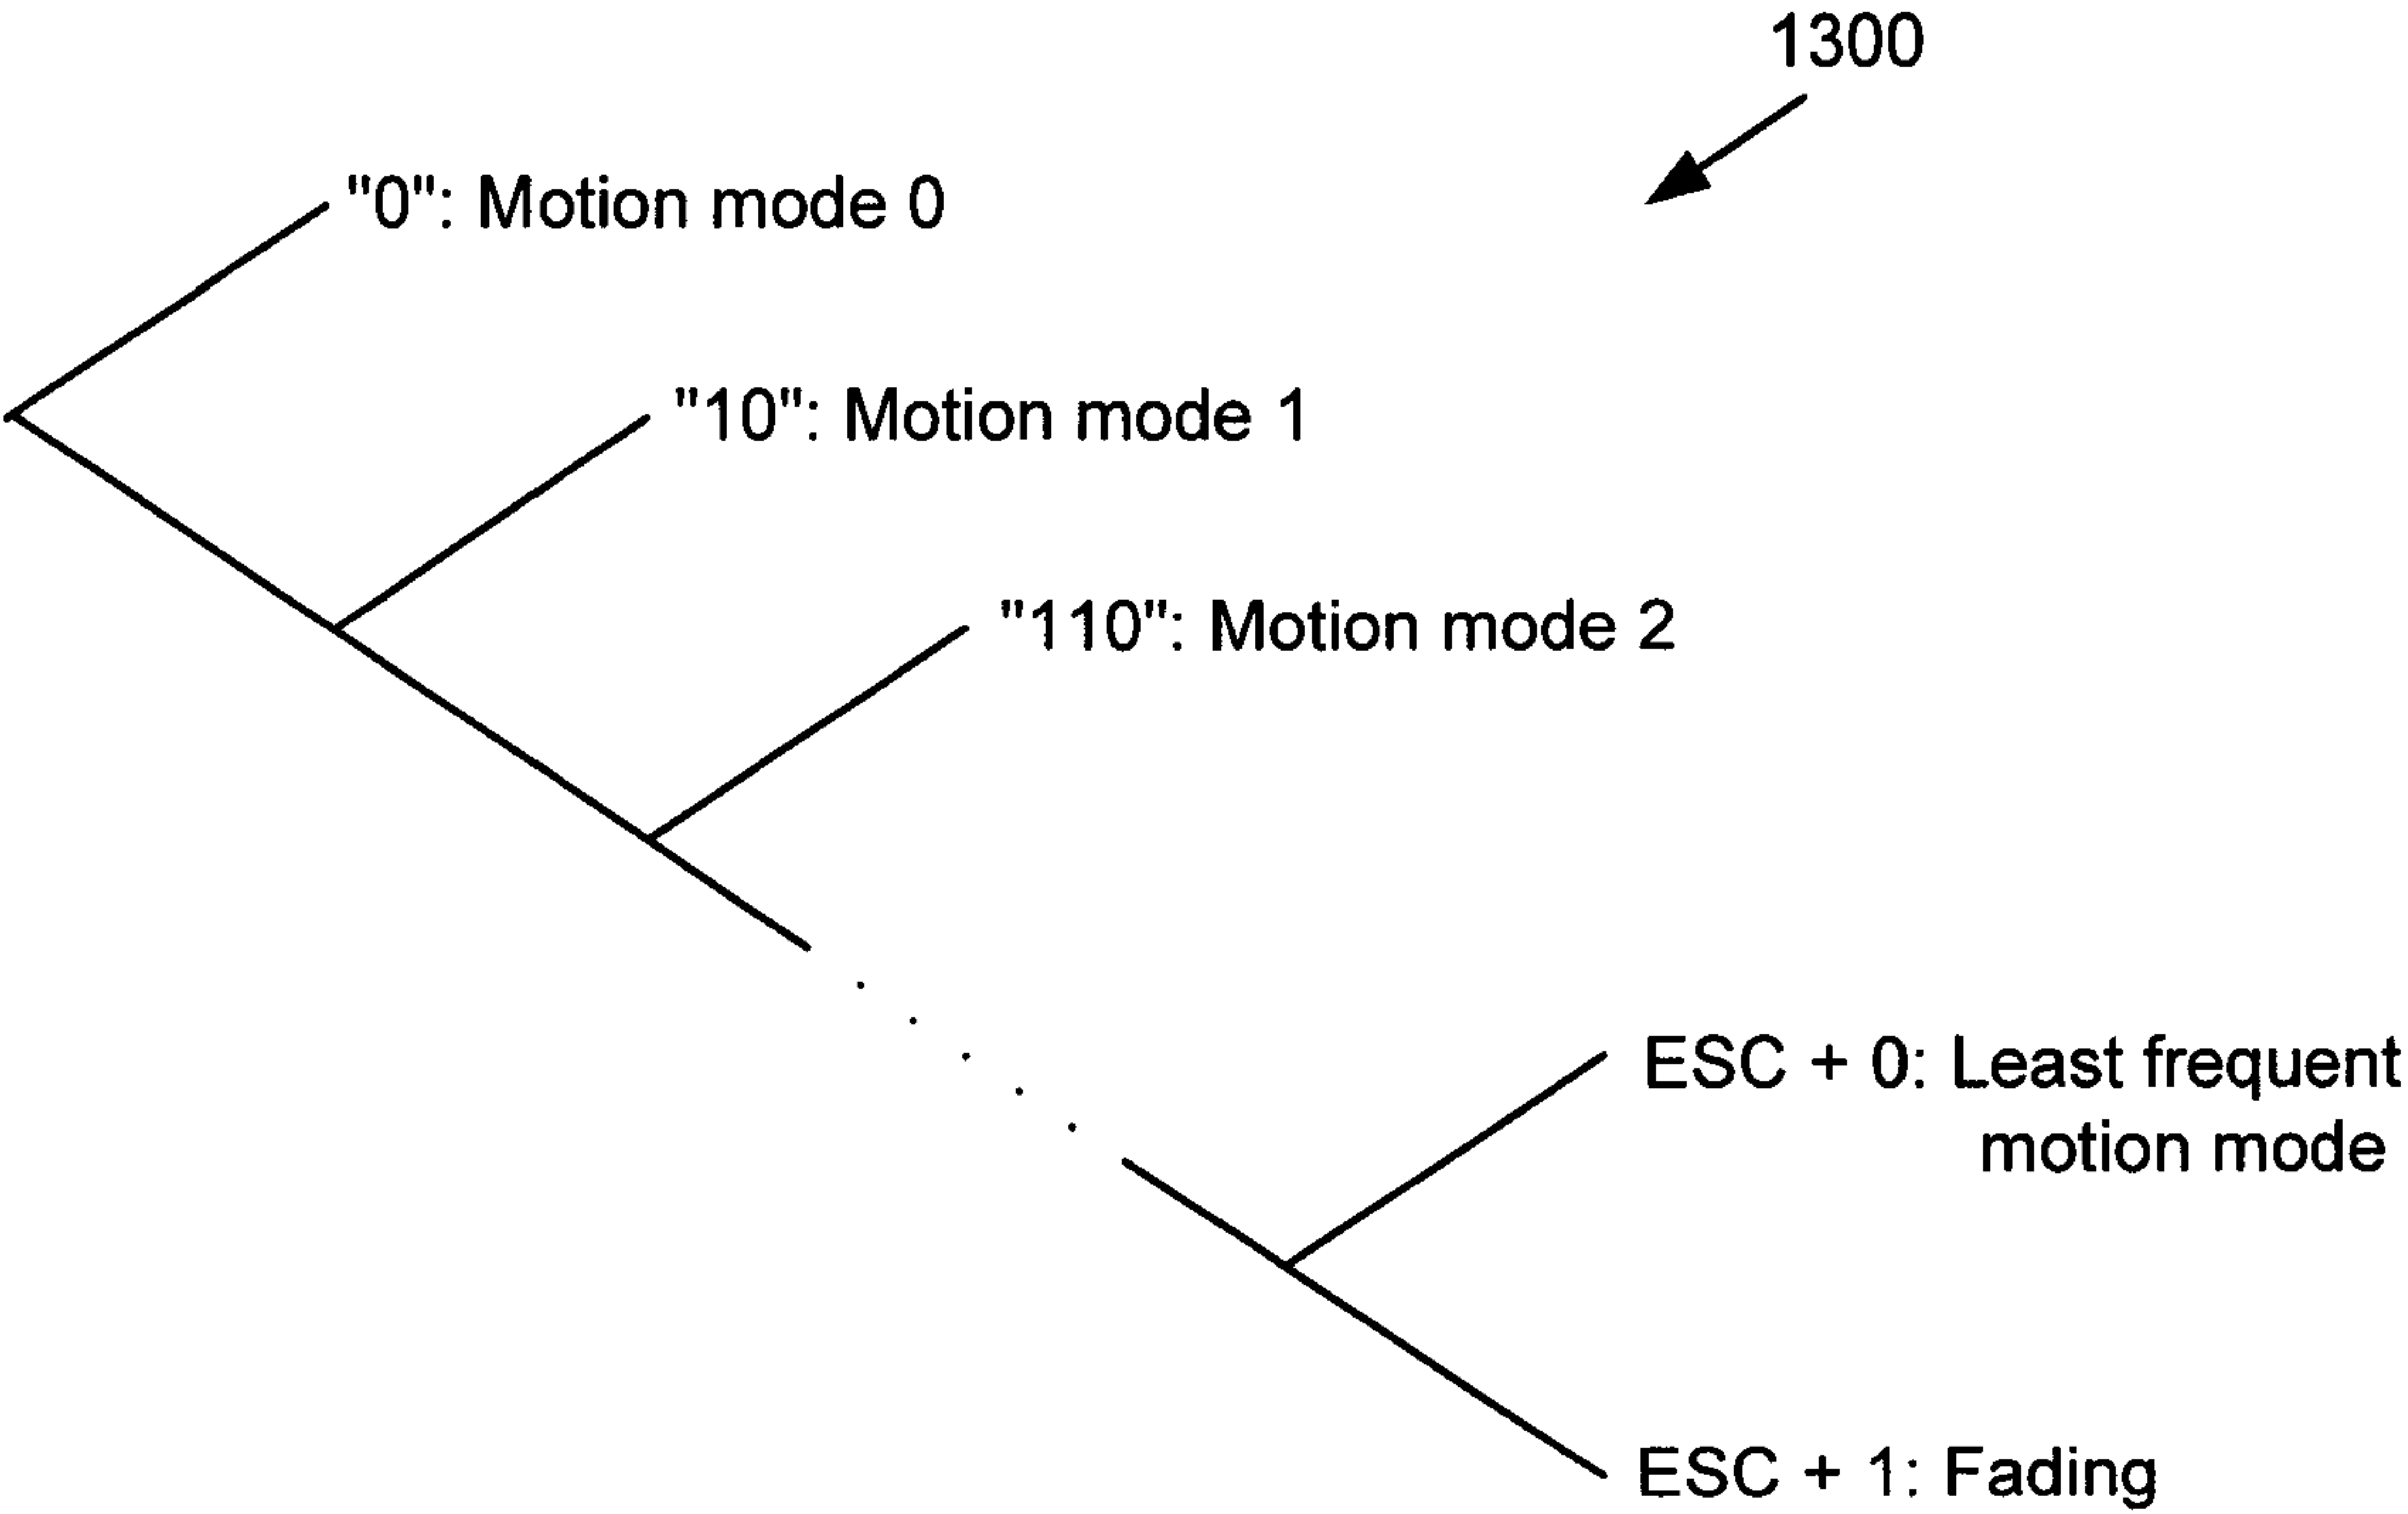 1300
"0": Motion mode 0
"10": Motion mode 1
"110": Motion mode 2
ESC + 0: Least frequent
motion mode
ESC + 1: Fading